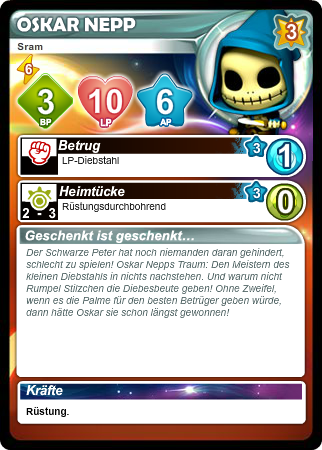 OSKAR NEPP
3
Sram
6
3
BP
10
LP
6
AP
Betrug
3
1
LP-Diebstahl
Heimtücke
3
0
2 - 3
Rüstungsdurchbohrend
Geschenkt ist geschenkt...
Der Schwarze Peter hat noch niemanden daran gehindert,
schlecht zu spielen! Oskar Nepps Traum: Den Meistern des
kleinen Diebstahls in nichts nachstehen. Und warum nicht
Rumpel Stilzchen die Diebesbeute geben! Ohne Zweifel,
wenn es die Palme für den besten Betrüger geben würde,
dann hätte Oskar sie schon längst gewonnen!
Kräfte
Rüstung.